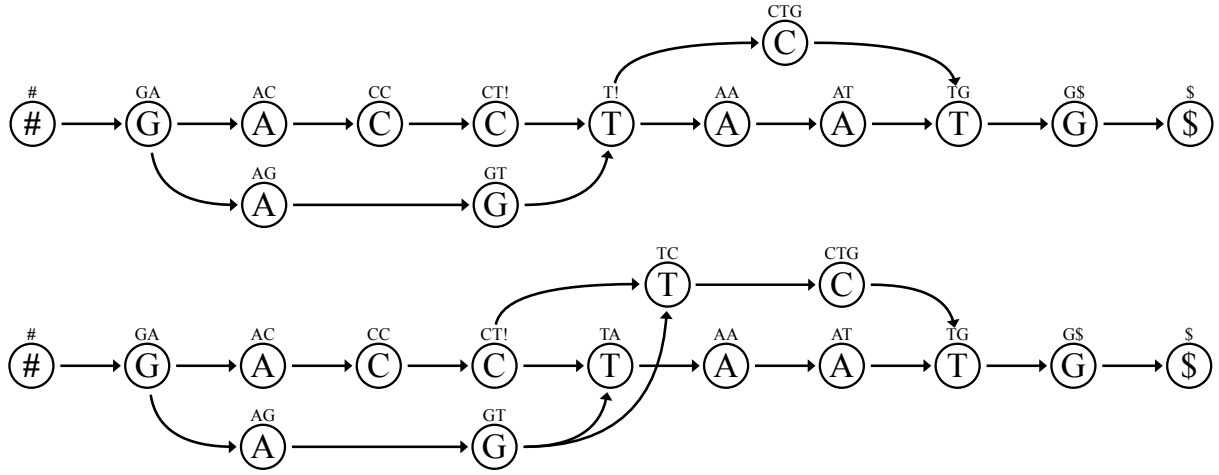 CTG
C
# GA AC CC CT! T! AA AT TG G$ $
# G A C C T A A T G $
AG GT
A G
TC CTG
T C
# GA AC CC CT! TA AA AT TG G$ $
# G A C C T A A T G $
AG GT
A G